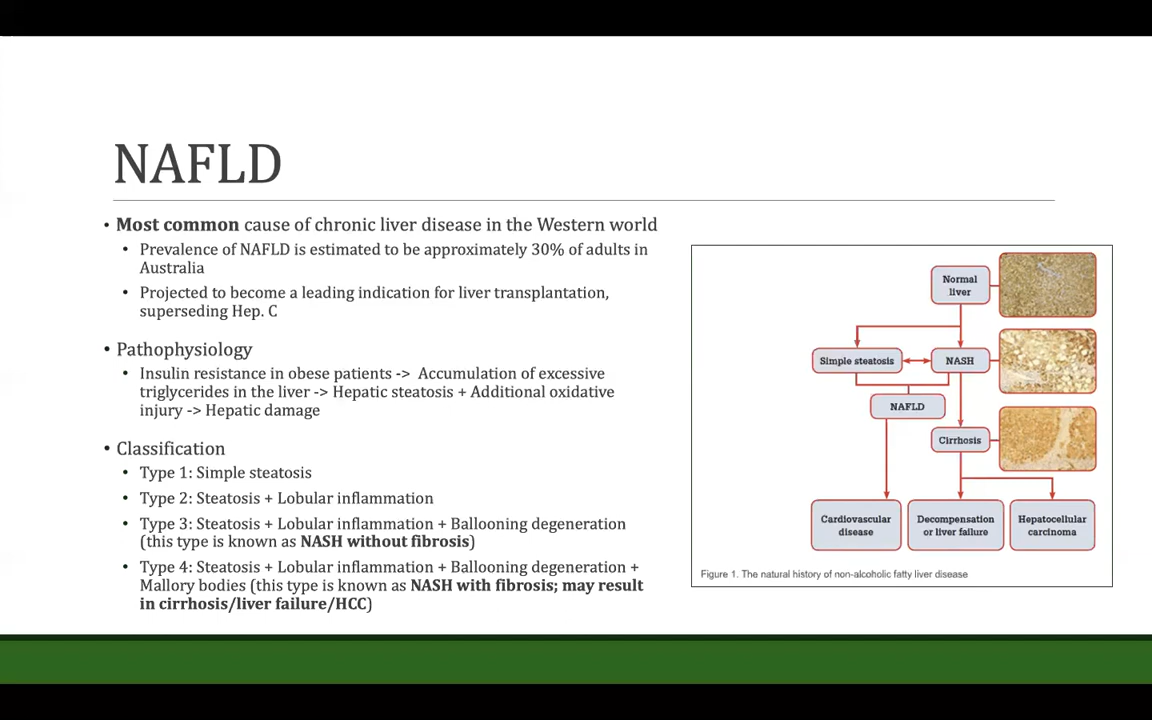 NAFLD
• Most common cause of chronic liver disease in the Western world
• Prevalence of NAFLD is estimated to be approximately 30% of adults in
Australia
• Projected to become a leading indication for liver transplantation,
superseding Hep. C
• Pathophysiology
• Insulin resistance in obese patients -> Accumulation of excessive
triglycerides in the liver -> Hepatic steatosis + Additional oxidative
injury -> Hepatic damage
• Classification
• Type 1: Simple steatosis
• Type 2: Steatosis + Lobular inflammation
• Type 3: Steatosis + Lobular inflammation + Ballooning degeneration
(this type is known as NASH without fibrosis)
• Type 4: Steatosis + Lobular inflammation + Ballooning degeneration +
Mallory bodies (this type is known as NASH with fibrosis; may result
in cirrhosis/liver failure/HCC)
Normal
liver
Simple steatosis
NASH
NAFLD
Cirrhosis
Cardiovascular
disease
Decompensation
or liver failure
Hepatocellular
carcinoma
Figure 1. The natural history of non-alcoholic fatty liver disease